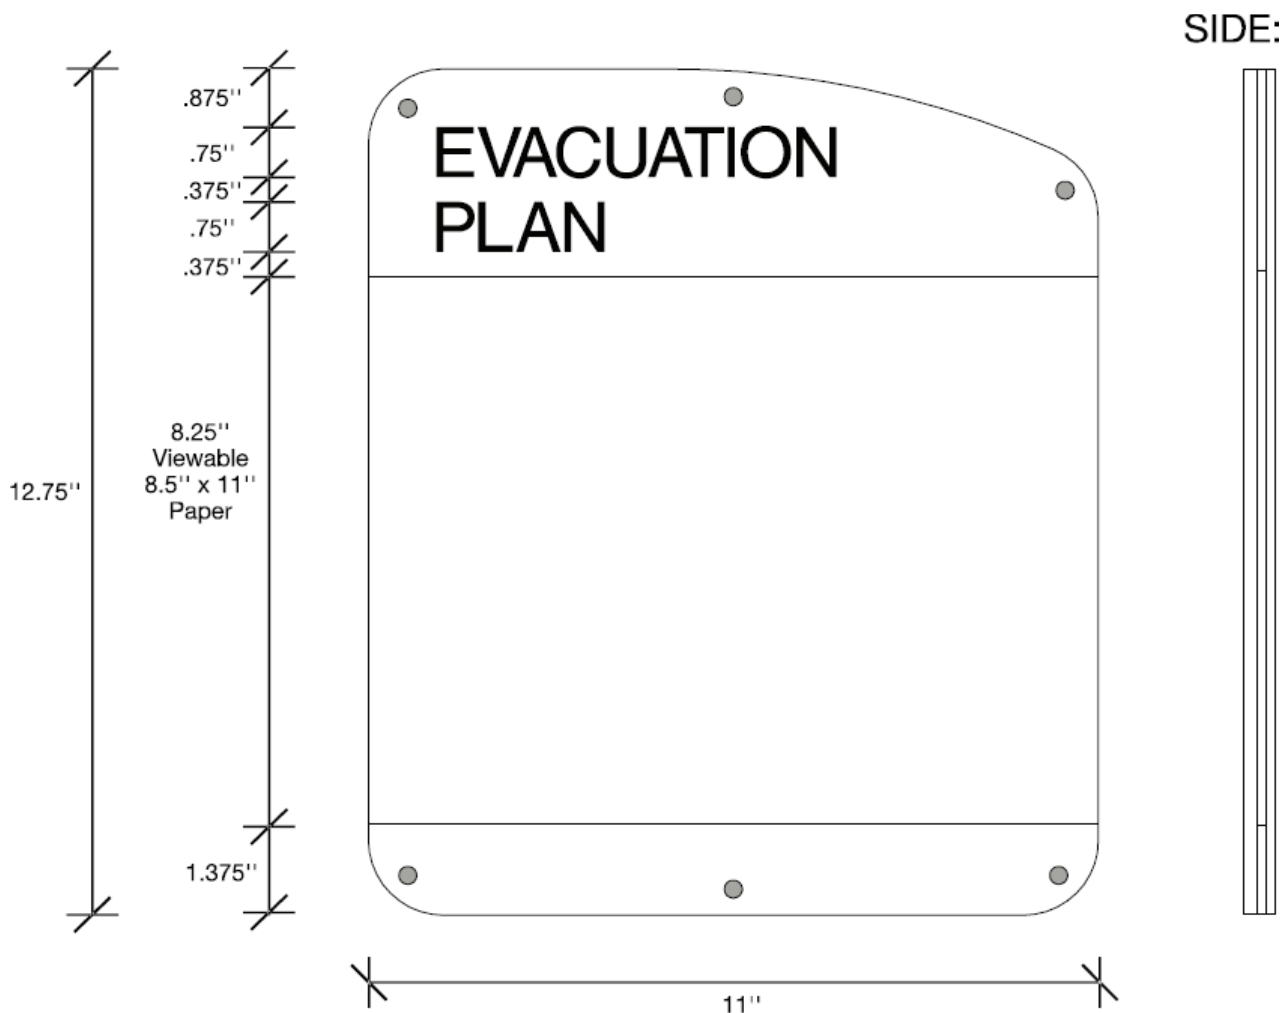 SIDE:
.875''
.75''
.375''
.75''
.375''
EVACUATION
PLAN
8.25''
Viewable
8.5'' x 11''
Paper
12.75''
1.375''
11''